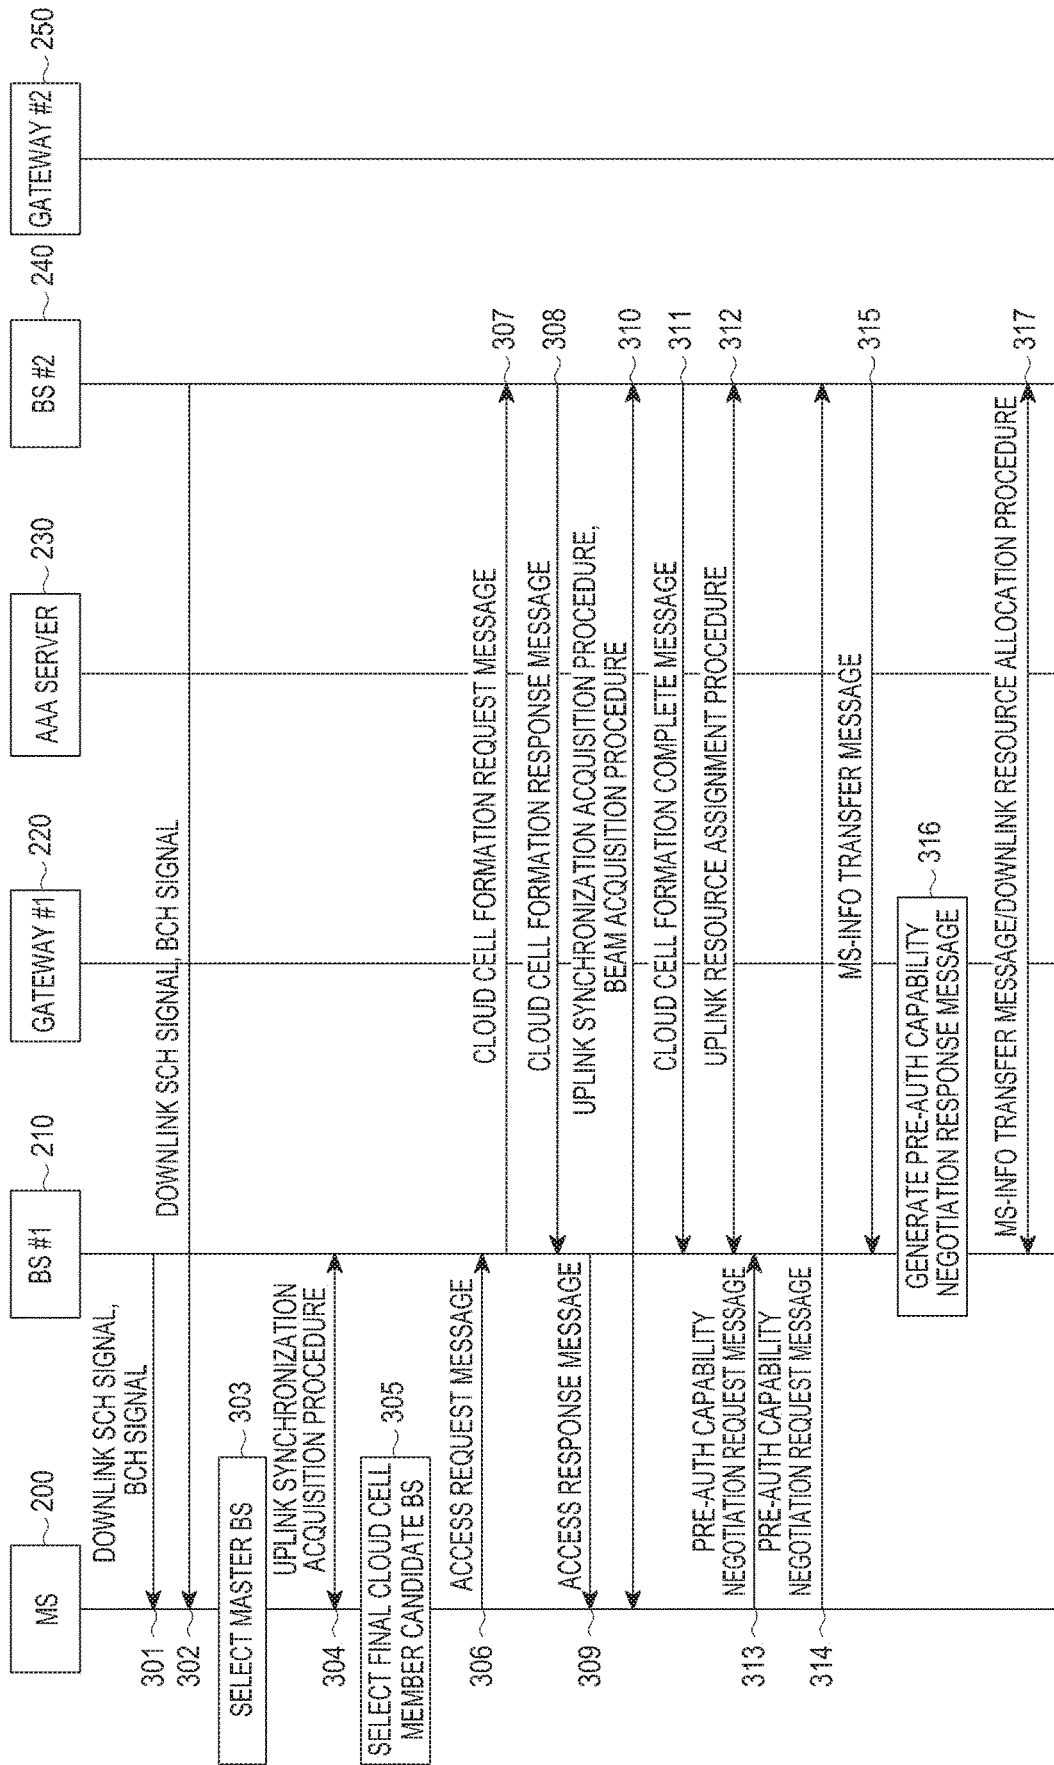 MS
200
BS #1
210
GATEWAY #1
220
AAA SERVER
230
BS #2
240
GATEWAY #2
250
DOWNLINK SCH SIGNAL,
BCH SIGNAL
301
DOWNLINK SCH SIGNAL, BCH SIGNAL
302
SELECT MASTER BS
303
UPLINK SYNCHRONIZATION
ACQUISITION PROCEDURE
304
SELECT FINAL CLOUD CELL
MEMBER CANDIDATE BS
305
ACCESS REQUEST MESSAGE
306
CLOUD CELL FORMATION REQUEST MESSAGE
307
CLOUD CELL FORMATION RESPONSE MESSAGE
308
ACCESS RESPONSE MESSAGE
309
UPLINK SYNCHRONIZATION ACQUISITION PROCEDURE,
BEAM ACQUISITION PROCEDURE
310
CLOUD CELL FORMATION COMPLETE MESSAGE
311
UPLINK RESOURCE ASSIGNMENT PROCEDURE
312
PRE-AUTH CAPABILITY
NEGOTIATION REQUEST MESSAGE
313
PRE-AUTH CAPABILITY
NEGOTIATION REQUEST MESSAGE
314
MS-INFO TRANSFER MESSAGE
315
GENERATE PRE-AUTH CAPABILITY
NEGOTIATION RESPONSE MESSAGE
316
MS-INFO TRANSFER MESSAGE/DOWNLINK RESOURCE ALLOCATION PROCEDURE
317